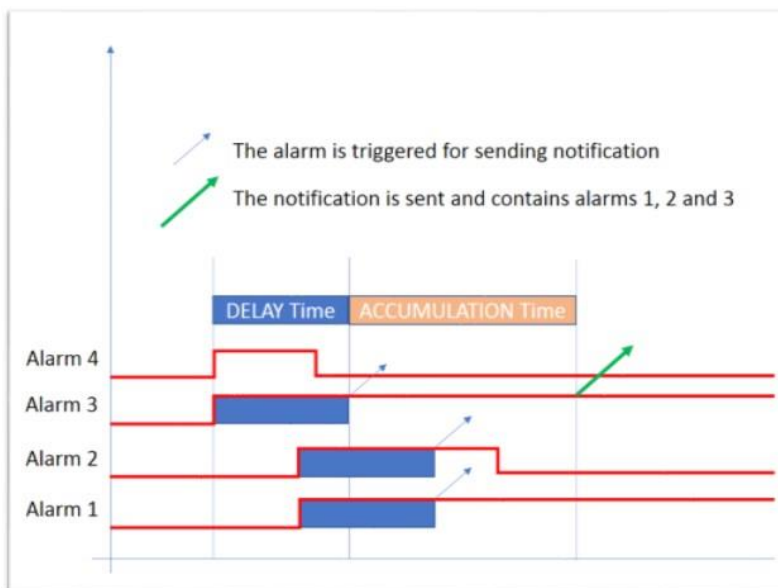 The alarm is triggered for sending notification
The notification is sent and contains alarms 1, 2 and 3
DELAY Time ACCUMULATION Time
Alarm 4
Alarm 3
Alarm 2
Alarm 1